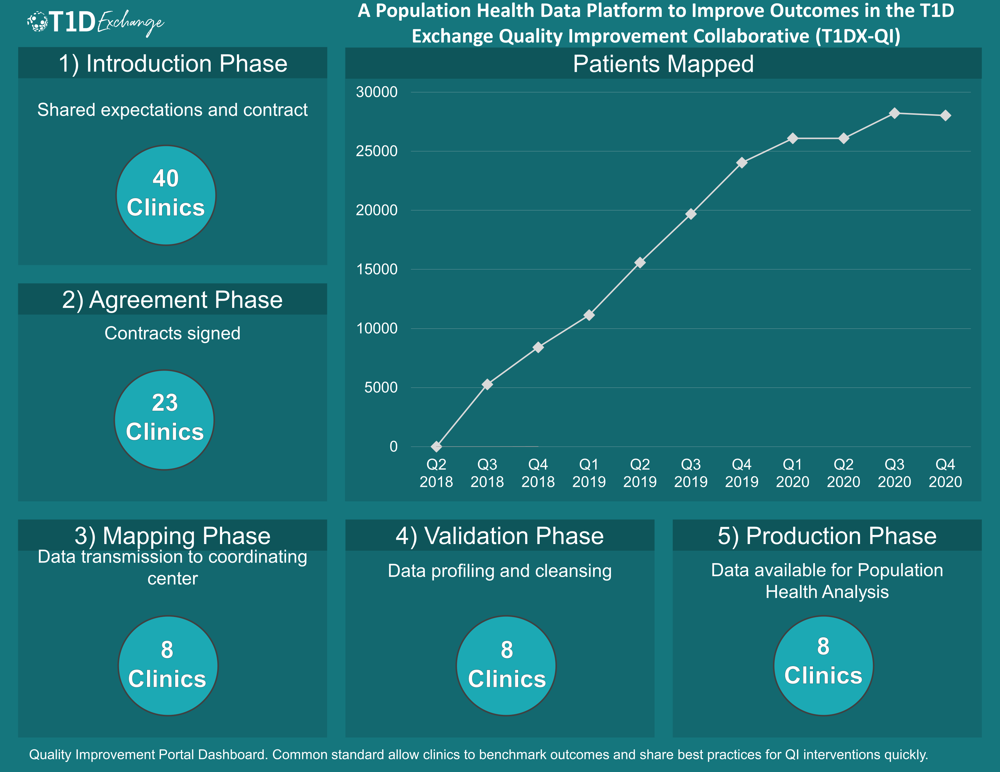 T1D Exchange
A Population Health Data Platform to Improve Outcomes in the T1D
Exchange Quality Improvement Collaborative (T1DX-QI)
1) Introduction Phase
Shared expectations and contract
40
Clinics
2) Agreement Phase
Contracts signed
23
Clinics
Patients Mapped
30000
25000
20000
15000
10000
5000
0
Q2 Q3 Q4 Q1 Q2 Q3 Q4 Q1 Q2 Q3 Q4
2018 2018 2018 2019 2019 2019 2019 2020 2020 2020 2020
3) Mapping Phase
Data transmission to coordinating
center
8
Clinics
4) Validation Phase
Data profiling and cleansing
8
Clinics
5) Production Phase
Data available for Population
Health Analysis
8
Clinics
Quality Improvement Portal Dashboard. Common standard allow clinics to benchmark outcomes and share best practices for QI interventions quickly.